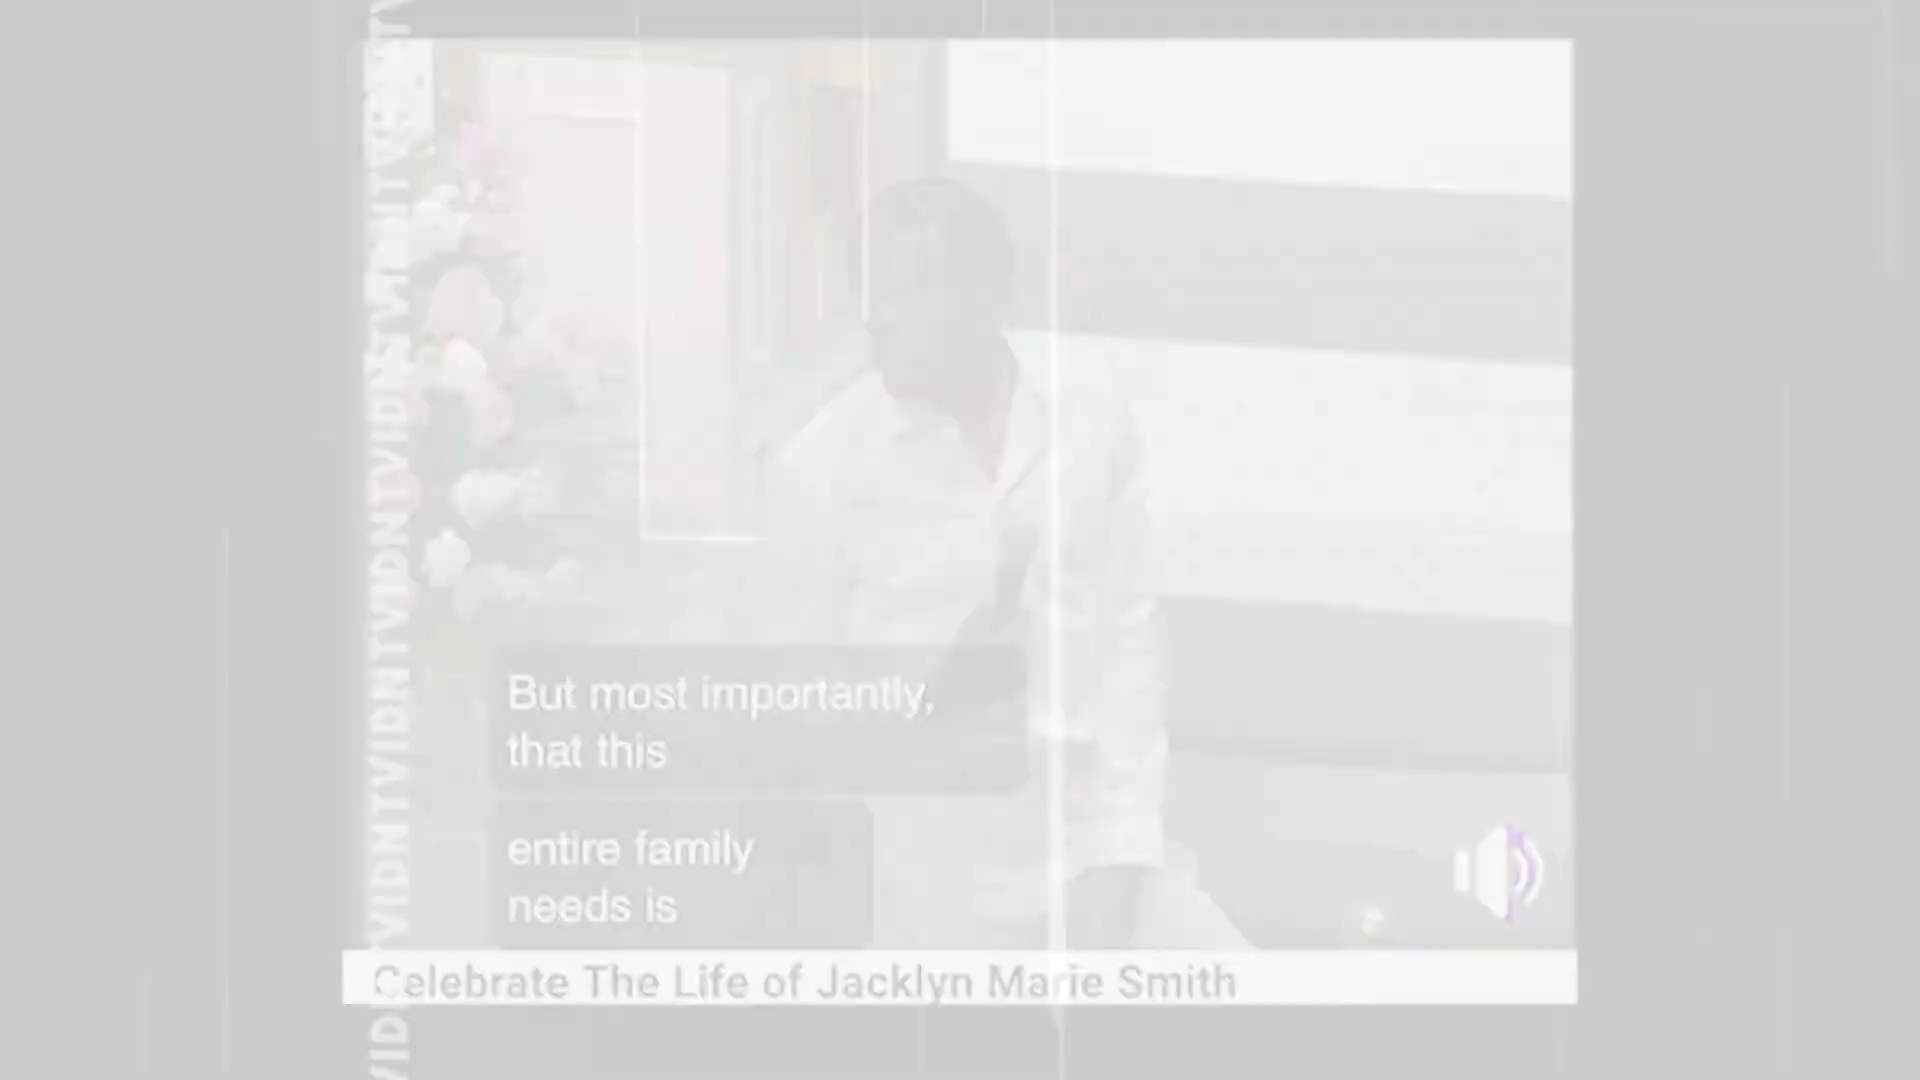 But most importantly,
that this
entire family
needs is
Celebrate The Life of Jacklyn Marie Smith